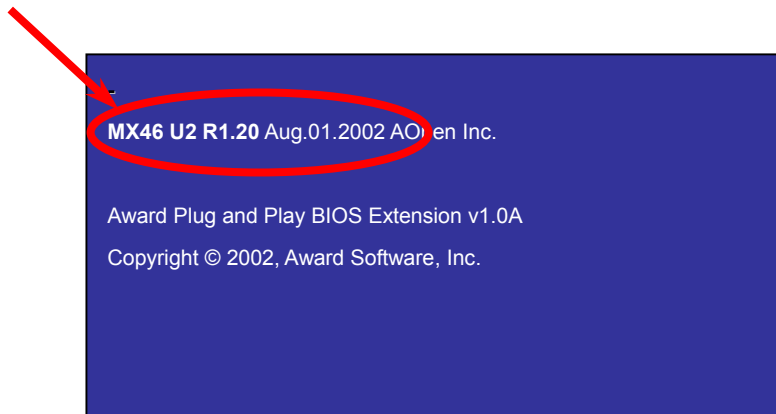 MX46 U2 R1.20 Aug.01.2002 AOpen Inc.
Award Plug and Play BIOS Extension v1.0A
Copyright © 2002, Award Software, Inc.